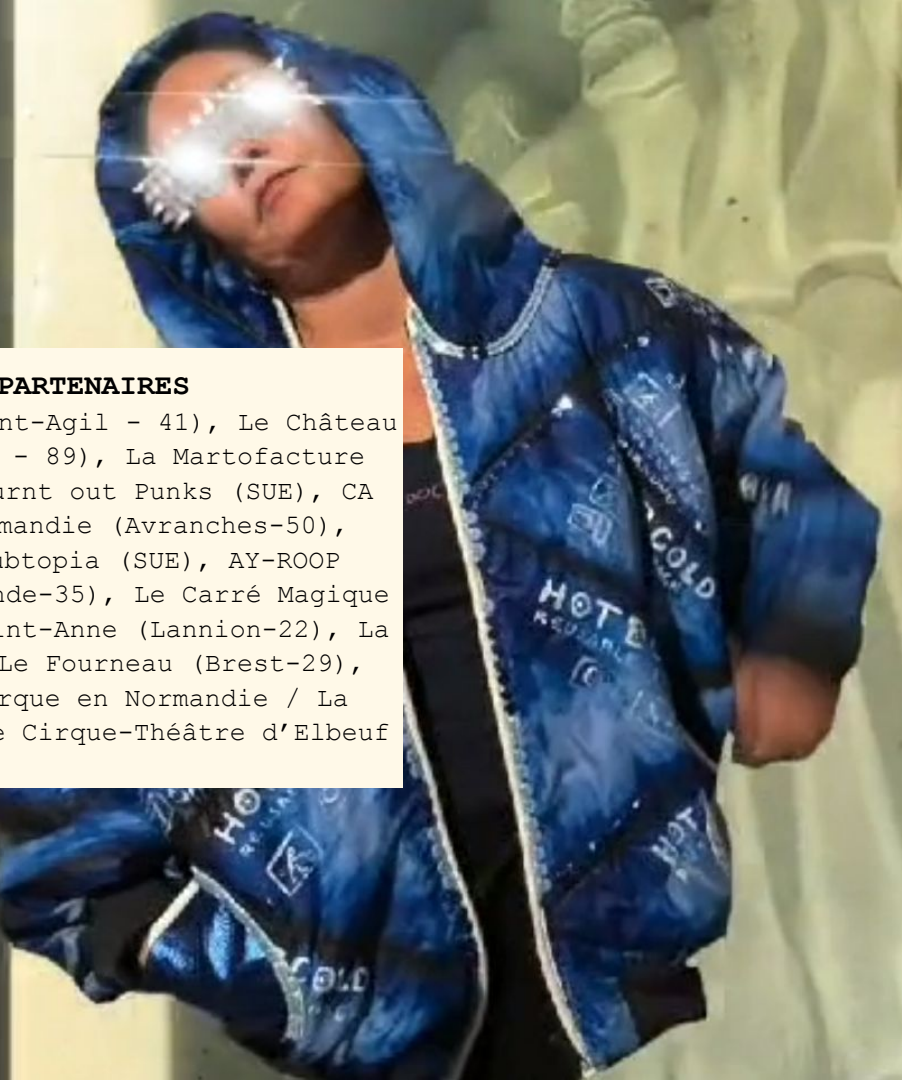 PARTENAIRES
nt-Agil - 41), Le Château
- 89), La Martofacture
urnt out Punks (SUE), CA
mandie (Avranches-50),
ubtopia (SUE), AY-ROOP
nde-35), Le Carré Magique
int-Anne (Lannion-22), La
Le Fourneau (Brest-29),
rque en Normandie / La
e Cirque-Théâtre d’Elbeuf
COLD
HOT
HOT
HO
COLD